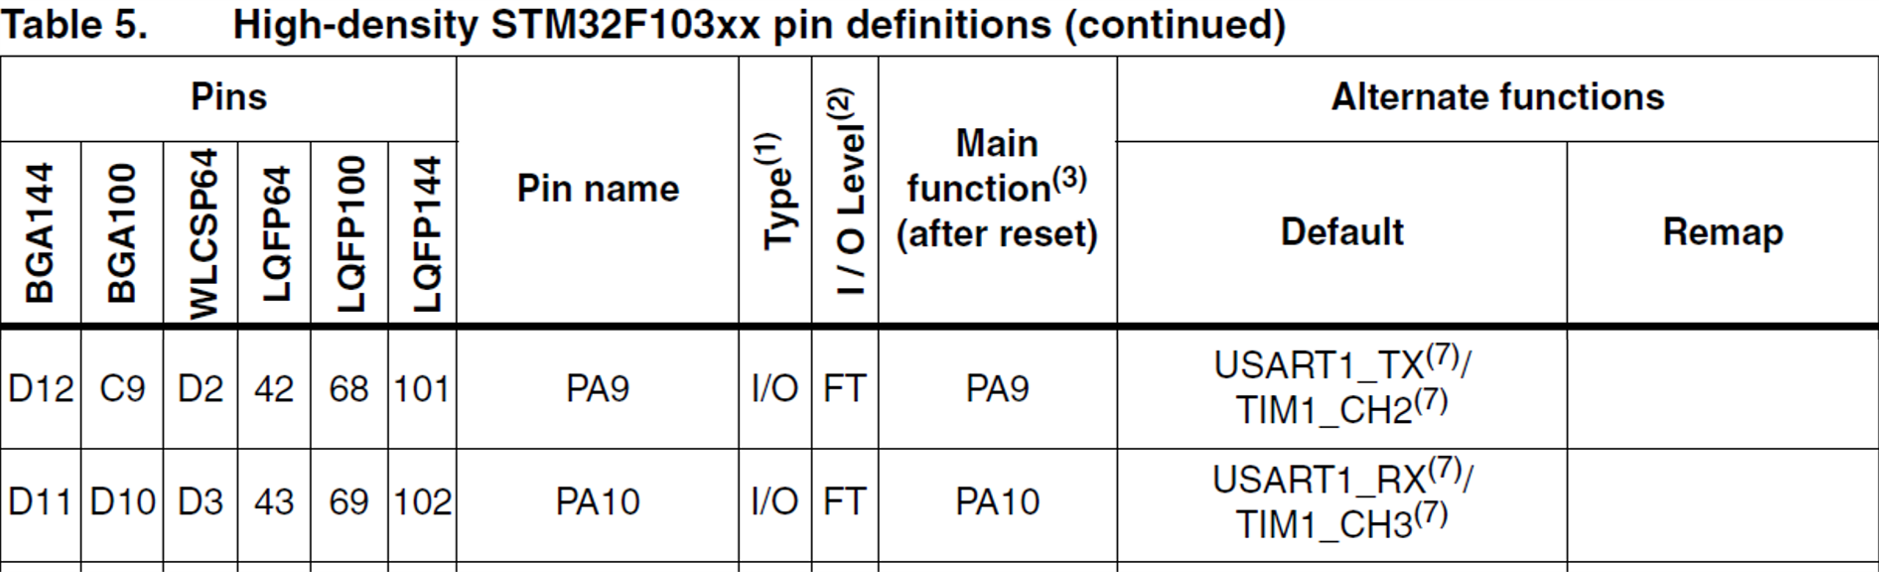 Table 5. High-density STM32F103xx pin definitions (continued)
Pins
Pin name
Type(1)
I / O Level(2)
Main
function(3)
(after reset)
Alternate functions
BGA144
BGA100
WLCSP64
LQFP64
LQFP100
LQFP144
Default
Remap
D12 C9 D2 42 68 101 PA9 I/O FT PA9 USART1_TX(7)/
TIM1_CH2(7)
D11 D10 D3 43 69 102 PA10 I/O FT PA10 USART1_RX(7)/
TIM1_CH3(7)